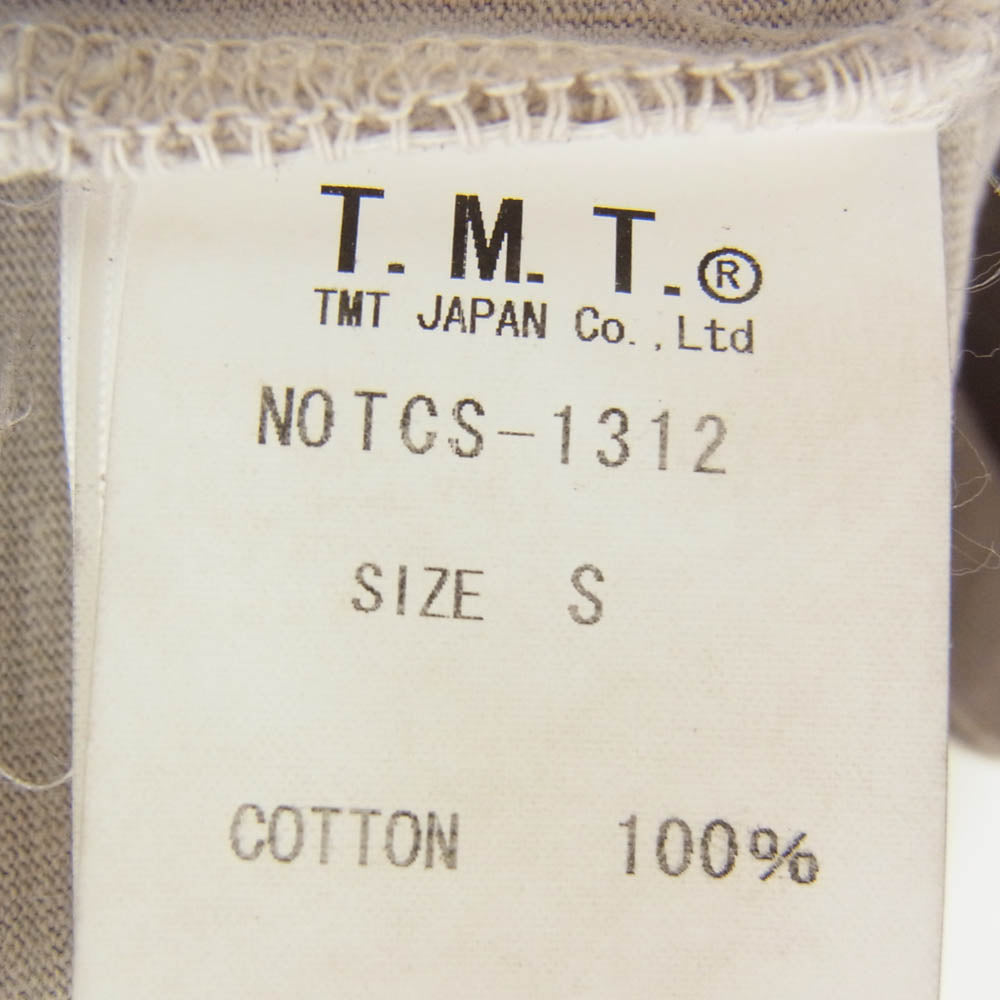 T.M.T.®
TMT JAPAN Co.,Ltd
NOTCS-1312
SIZE S
COTTON 100%